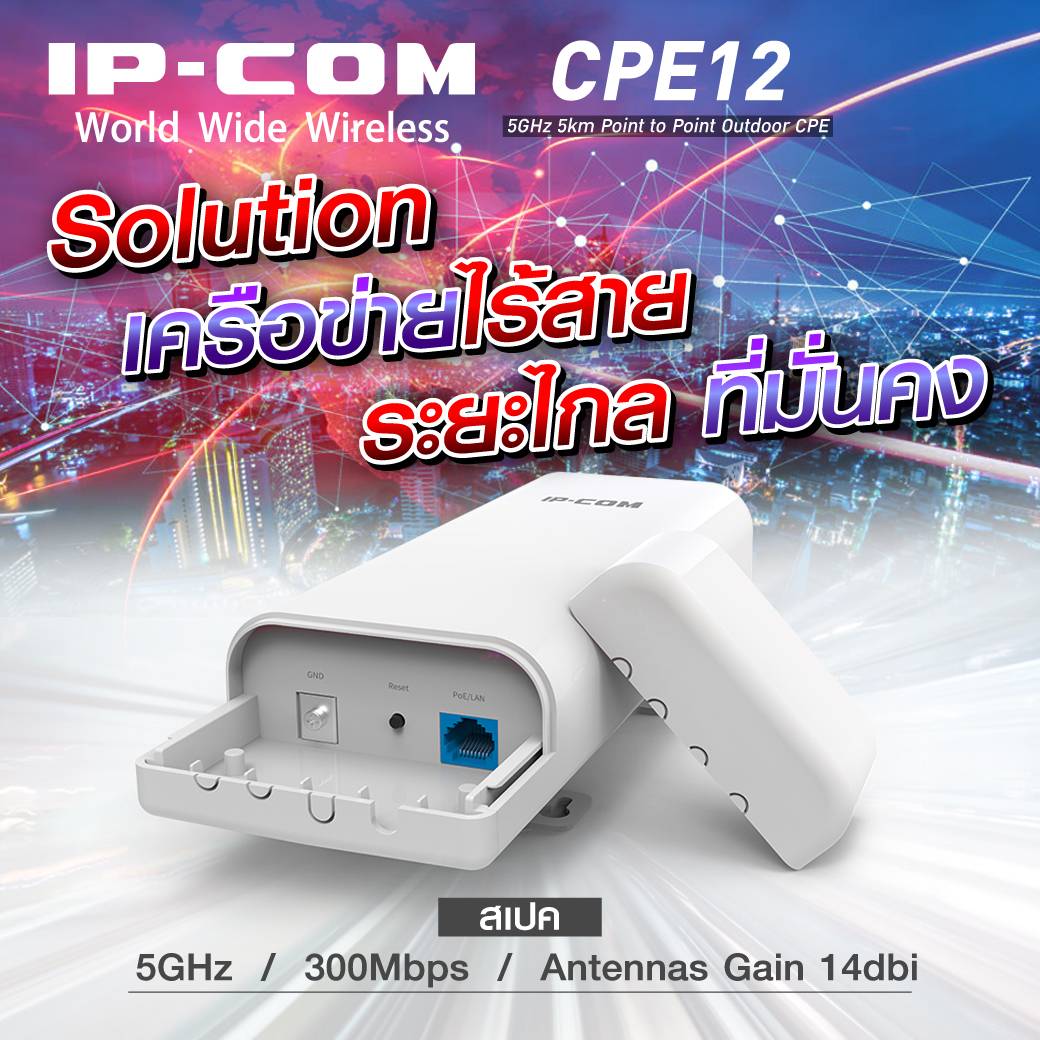 IP-COM
World Wide Wireless
CPE12
5GHz 5km Point to Point Outdoor CPE
Solution
เครือข่ายไร้สาย
ระยะไกล ที่มั่นคง
IP-COM
GND
Reset
PoE/LAN
สเปค
5GHz / 300Mbps / Antennas Gain 14dbi